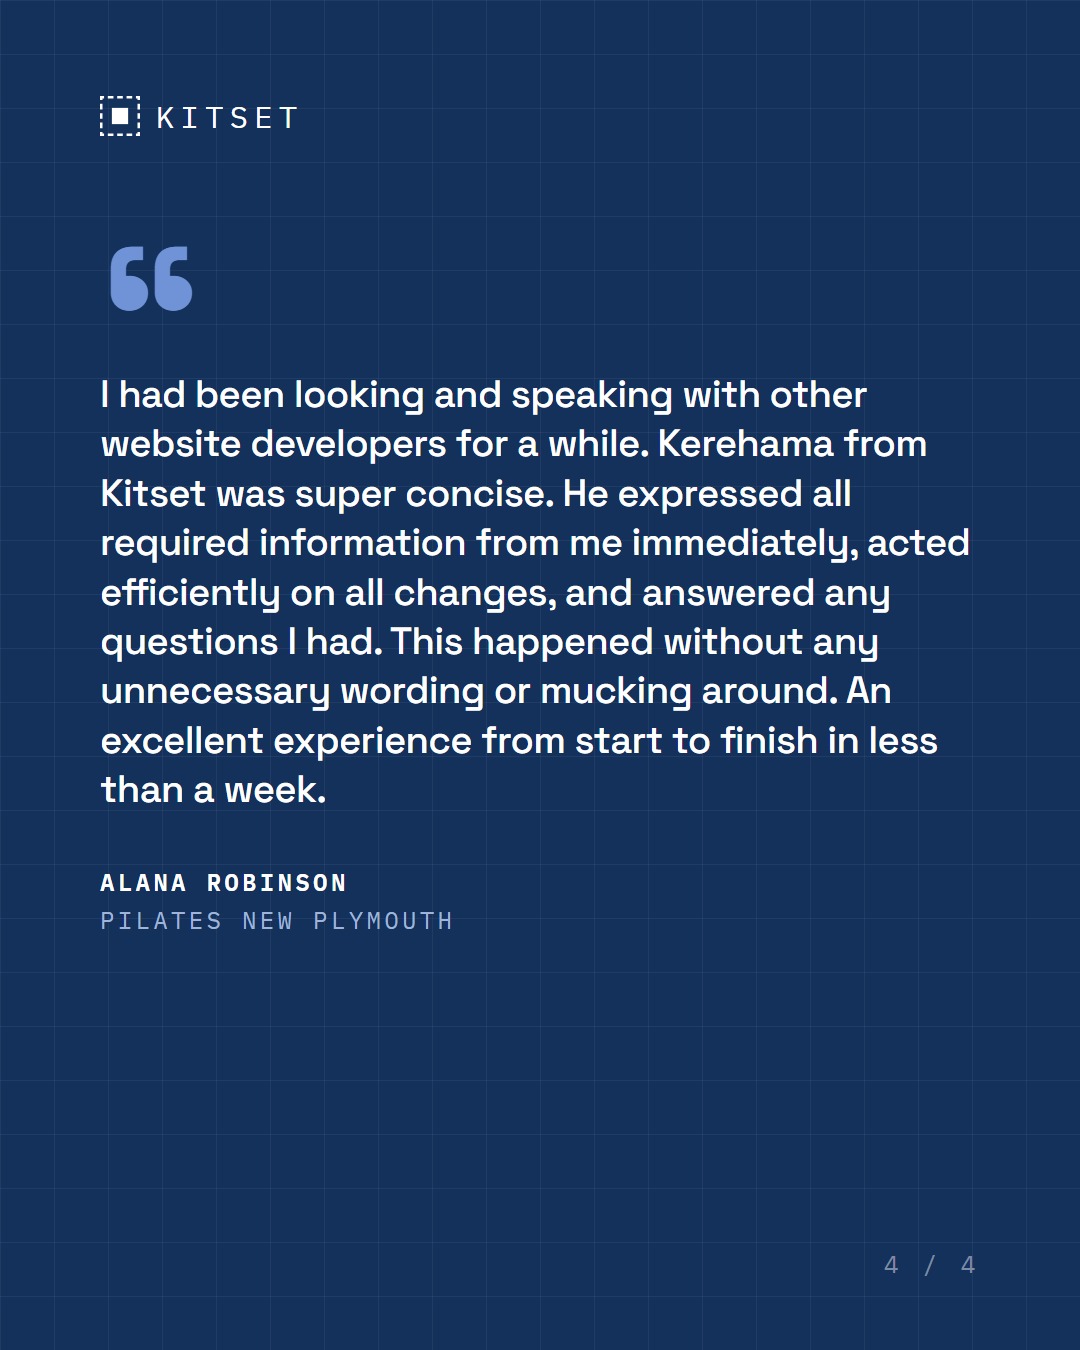 KITSET
“
I had been looking and speaking with other
website developers for a while. Kerehama from
Kitset was super concise. He expressed all
required information from me immediately, acted
efficiently on all changes, and answered any
questions I had. This happened without any
unnecessary wording or mucking around. An
excellent experience from start to finish in less
than a week.
ALANA ROBINSON
PILATES NEW PLYMOUTH
4 / 4